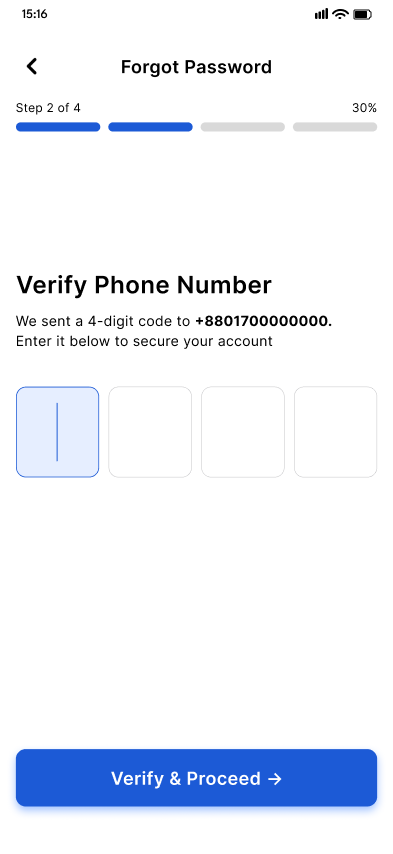 15:16
Forgot Password
Step 2 of 4 30%
Verify Phone Number
We sent a 4-digit code to +8801700000000.
Enter it below to secure your account
Verify & Proceed →